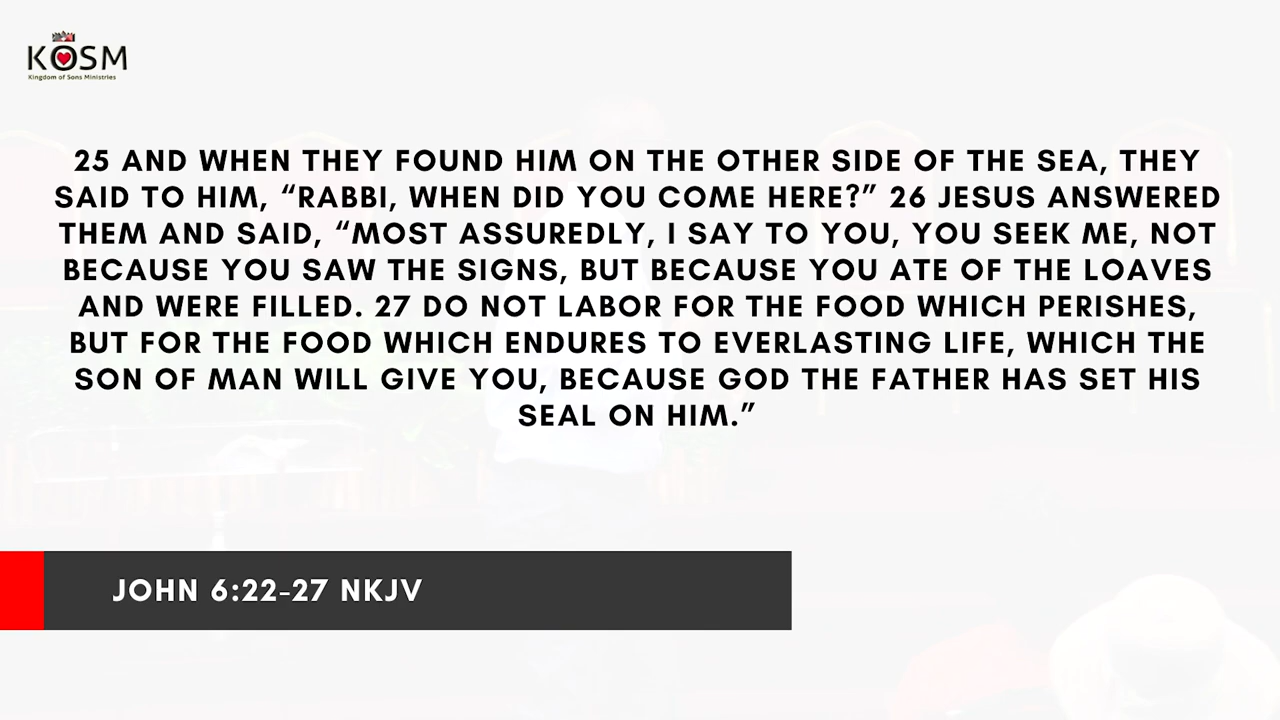 KOSM
Kingdom of Sons Ministries
25 AND WHEN THEY FOUND HIM ON THE OTHER SIDE OF THE SEA, THEY
SAID TO HIM, “RABBI, WHEN DID YOU COME HERE?” 26 JESUS ANSWERED
THEM AND SAID, “MOST ASSUREDLY, I SAY TO YOU, YOU SEEK ME, NOT
BECAUSE YOU SAW THE SIGNS, BUT BECAUSE YOU ATE OF THE LOAVES
AND WERE FILLED. 27 DO NOT LABOR FOR THE FOOD WHICH PERISHES,
BUT FOR THE FOOD WHICH ENDURES TO EVERLASTING LIFE, WHICH THE
SON OF MAN WILL GIVE YOU, BECAUSE GOD THE FATHER HAS SET HIS
SEAL ON HIM.”
JOHN 6:22-27 NKJV